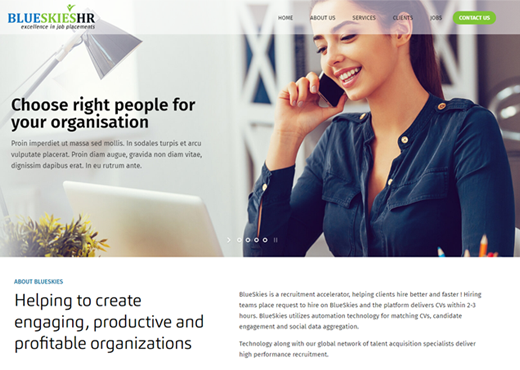 BLUESKIESHR
excellence in job placements
HOME ABOUT US SERVICES CLIENTS JOBS CONTACT US
Choose right people for
your organisation
Proin imperdiet ut massa sed mollis. In sodales turpis et arcu
vulputate placerat. Proin diam augue, gravida non diam vitae,
dignissim dapibus erat. In eu rutrum ante.
ABOUT BLUESKIES
Helping to create
engaging, productive and
profitable organizations
BlueSkies is a recruitment accelerator, helping clients hire better and faster ! Hiring
teams place request to hire on BlueSkies and the platform delivers CVs within 2-3
hours. BlueSkies utilizes automation technology for matching CVs, candidate
engagement and social data aggregation.
Technology along with our global network of talent acquisition specialists deliver
high performance recruitment.